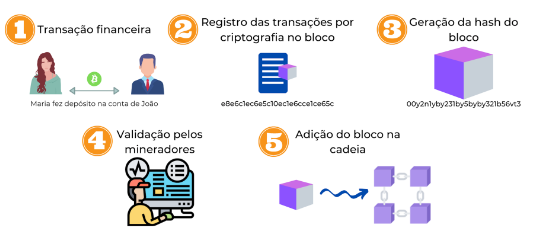 1
Transação financeira
Maria fez depósito na conta de João
2
Registro das transações por
criptografia no bloco
e8e6c1ec6e5c10ec1e6cce1ce65c
3
Geração da hash do
bloco
00y2n1yby231by5byby321b56vt3
4
Validação pelos
mineradores
5
Adição do bloco na
cadeia